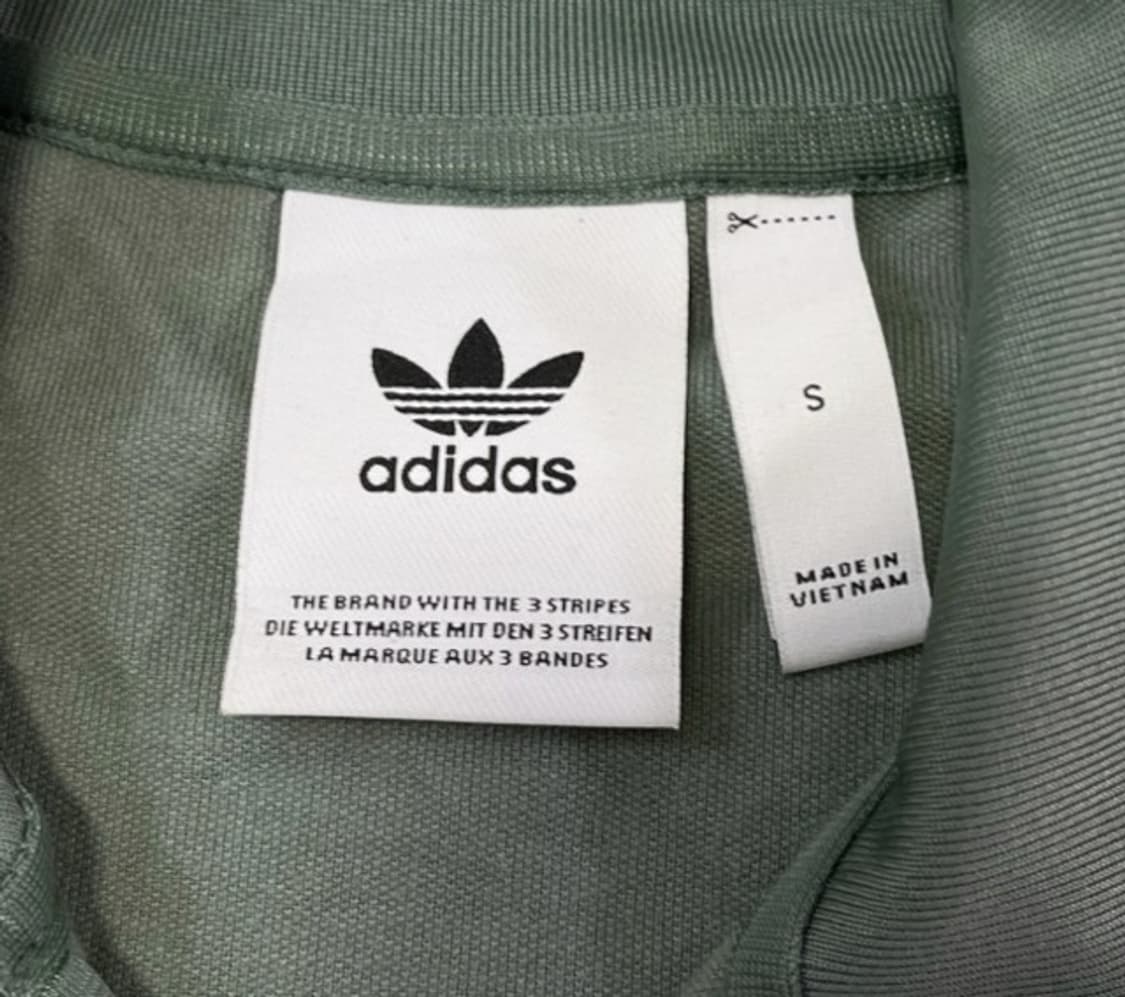 adidas
THE BRAND WITH THE 3 STRIPES
DIE WELTMARKE MIT DEN 3 STREIFEN
LA MARQUE AUX 3 BANDES
S
MADE IN
VIETNAM